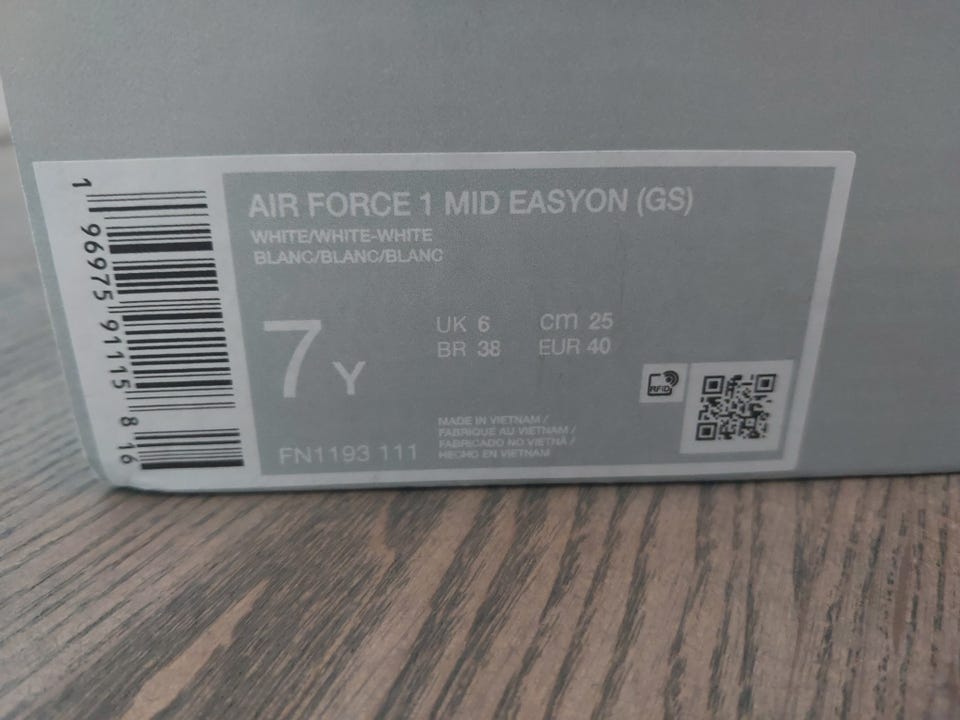 AIR FORCE 1 MID EASYON (GS)
WHITE/WHITE-WHITE
BLANC/BLANC/BLANC
7 Y
UK 6 cm 25
BR 38 EUR 40
RFID
FN1193 111
MADE IN VIETNAM /
FABRIQUE AU VIETNAM /
FABRICADO NO VIETNÃ /
HECHO EN VIETNAM
1 96975 91115 8 16